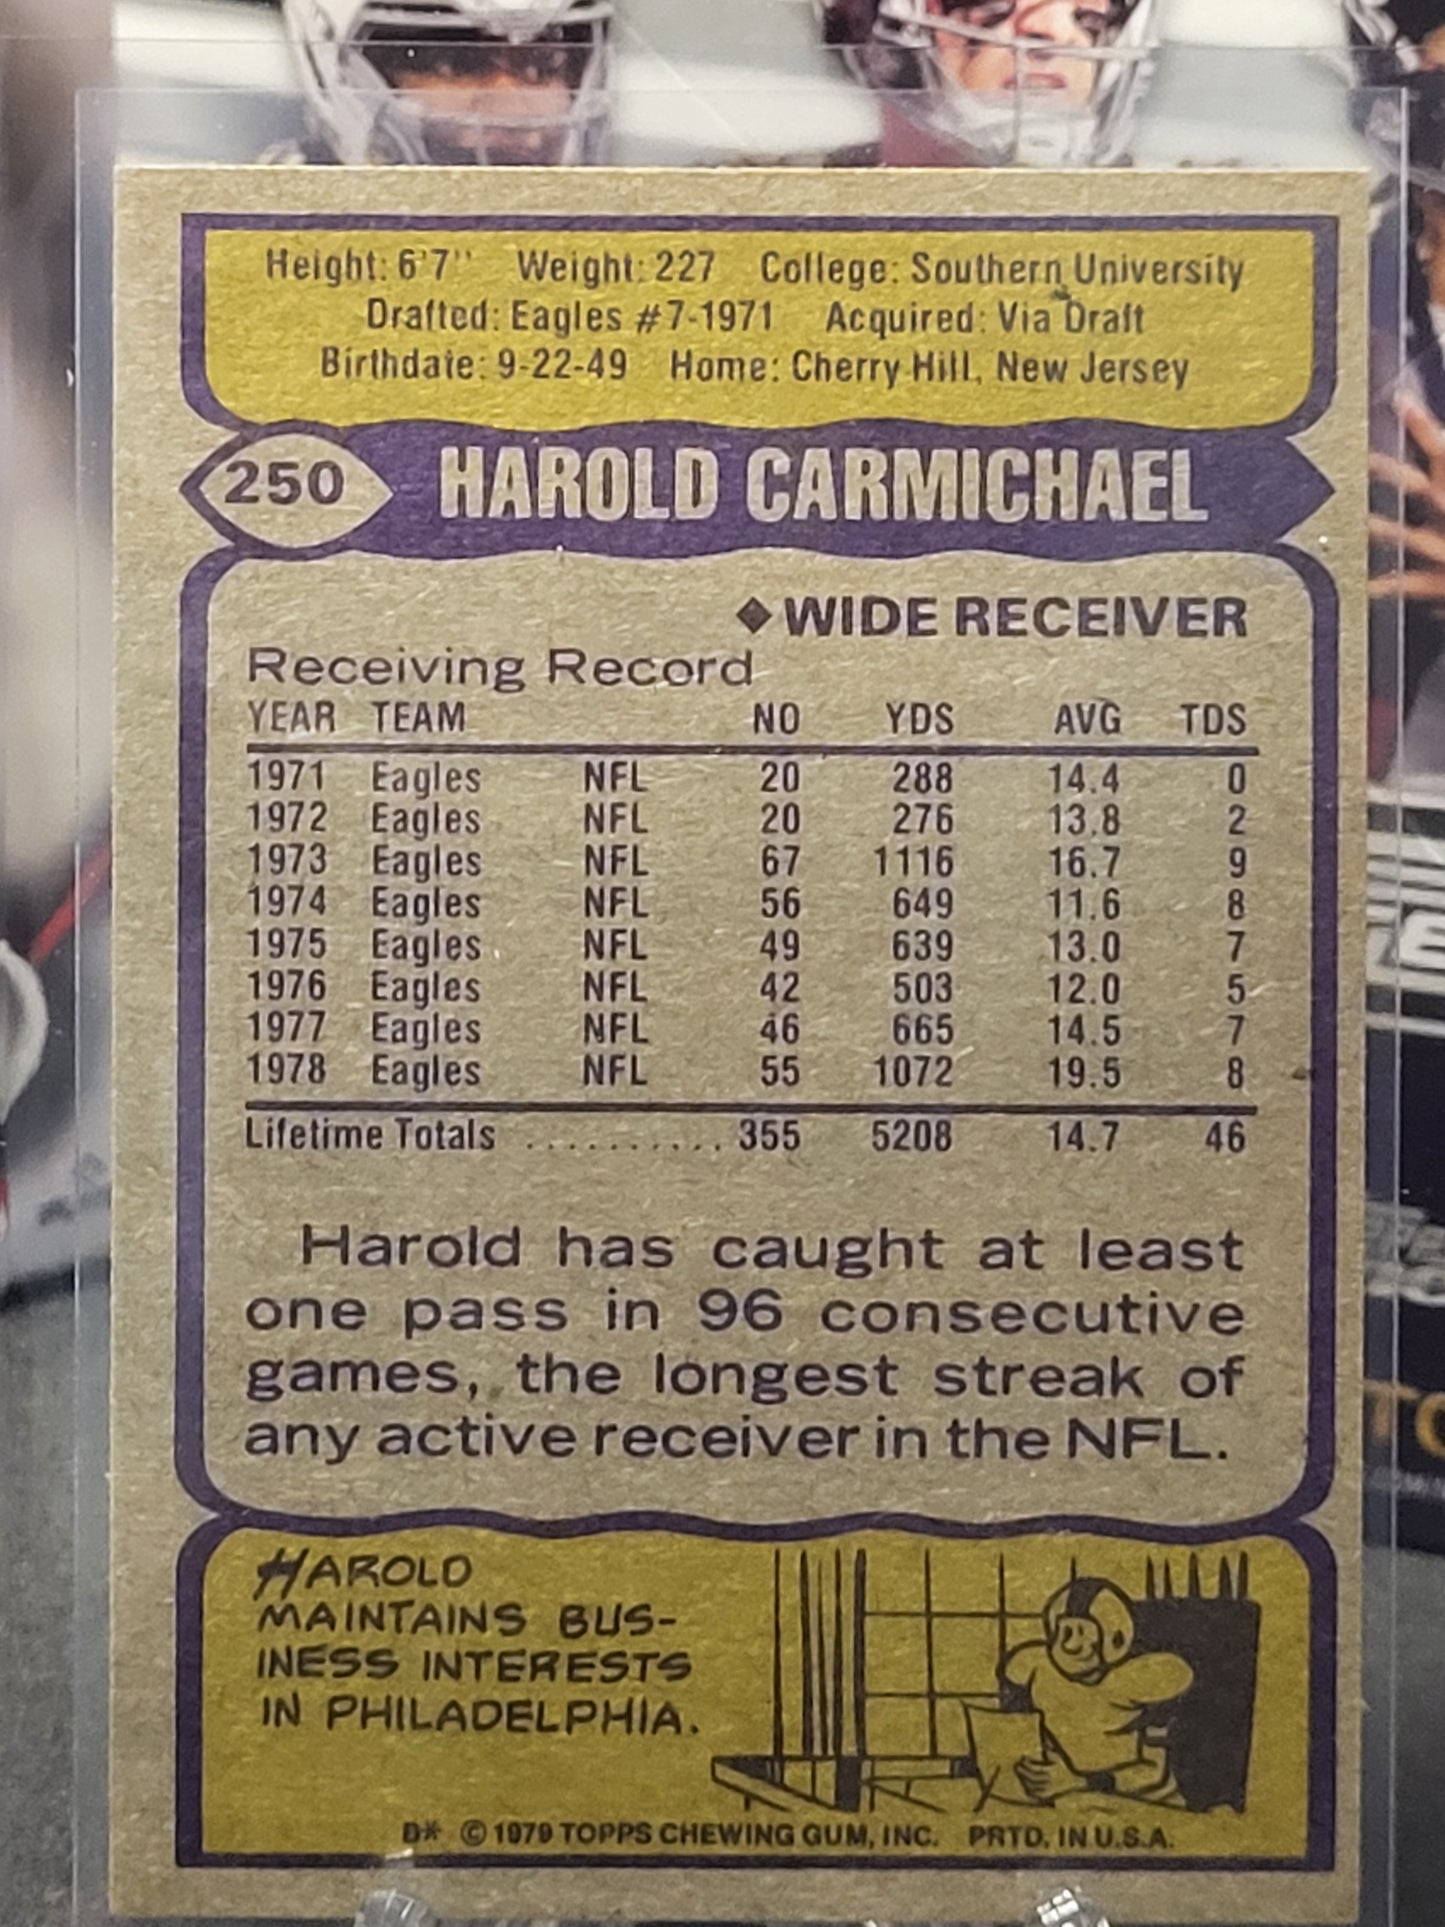 Height: 6'7" Weight: 227 College: Southern University
Drafted: Eagles #7-1971 Acquired: Via Draft
Birthdate: 9-22-49 Home: Cherry Hill, New Jersey
250 HAROLD CARMICHAEL
◆ WIDE RECEIVER
Receiving Record
YEAR TEAM NO YDS AVG TDS
1971 Eagles NFL 20 288 14.4 0
1972 Eagles NFL 20 276 13.8 2
1973 Eagles NFL 67 1116 16.7 9
1974 Eagles NFL 56 649 11.6 8
1975 Eagles NFL 49 639 13.0 7
1976 Eagles NFL 42 503 12.0 5
1977 Eagles NFL 46 665 14.5 7
1978 Eagles NFL 55 1072 19.5 8
Lifetime Totals .......... 355 5208 14.7 46
Harold has caught at least
one pass in 96 consecutive
games, the longest streak of
any active receiver in the NFL.
HAROLD
MAINTAINS BUS-
INESS INTERESTS
IN PHILADELPHIA.
D* © 1979 TOPPS CHEWING GUM, INC. PRTD. IN U.S.A.